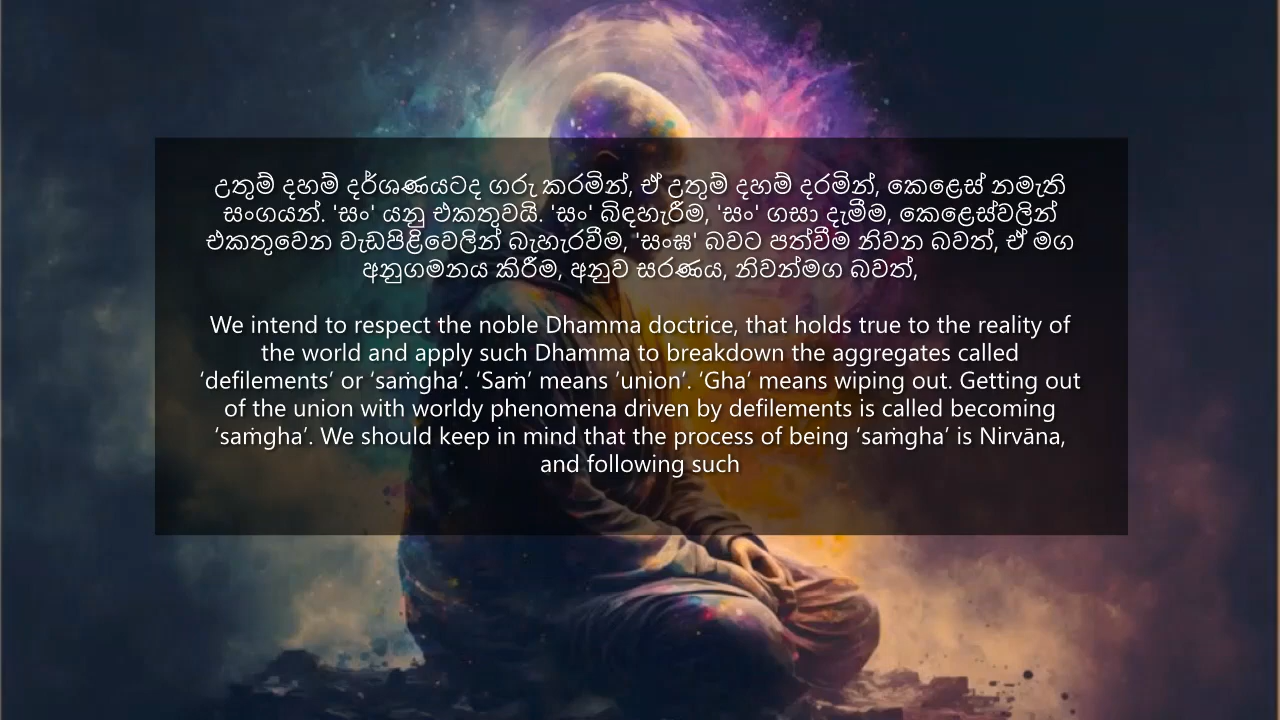 උතුම් දහම් දර්ශණයටද ගරු කරමින්, ඒ උතුම් දහම් දරමින්, කෙළෙස් නමැති
සංගයන්. 'සං' යනු එකතුවයි. 'සං' බිඳහැරීම, 'සං' ගසා දැමීම, කෙළෙස්වලින්
එකතුවෙන වැඩපිළිවෙලින් බැහැරවීම, 'සංඝ' බවට පත්වීම නිවන බවත්, ඒ මග
අනුගමනය කිරීම, අනුව සරණය, නිවන්මග බවත්,
We intend to respect the noble Dhamma doctrice, that holds true to the reality of
the world and apply such Dhamma to breakdown the aggregates called
‘defilements’ or ‘saṁgha’. ‘Saṁ’ means ’union’. ‘Gha’ means wiping out. Getting out
of the union with worldy phenomena driven by defilements is called becoming
‘saṁgha’. We should keep in mind that the process of being ‘saṁgha’ is Nirvāna,
and following such